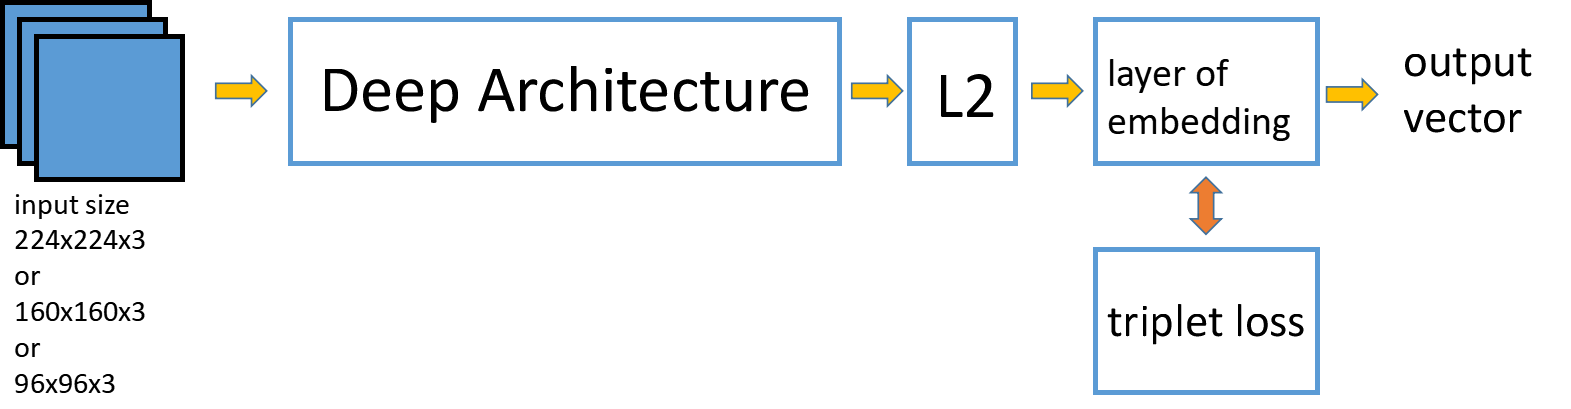 Deep Architecture
L2
layer of
embedding
output
vector
input size
224x224x3
or
160x160x3
or
96x96x3
triplet loss